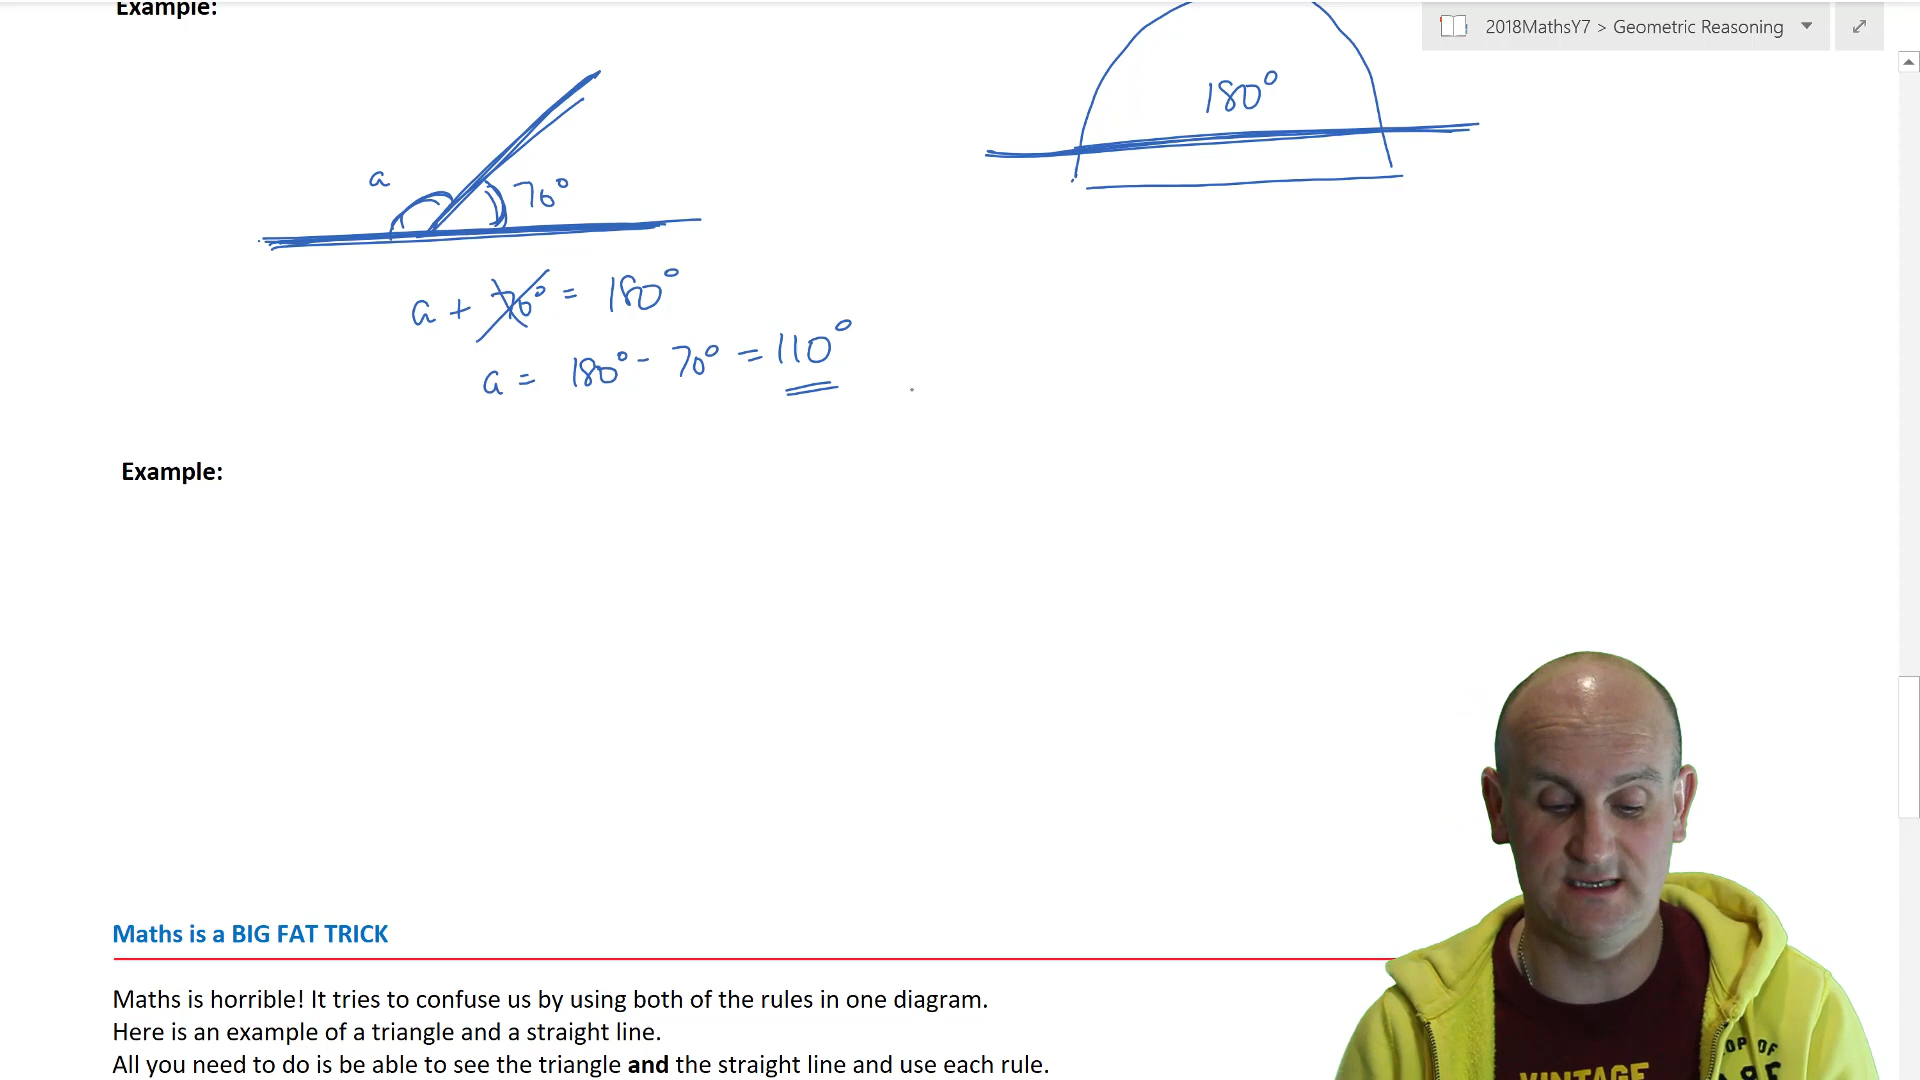 Example:
2018MathsY7 > Geometric Reasoning
180°
a
70°
a + 70° = 180°
a = 180° - 70° = 110°
Example:
Maths is a BIG FAT TRICK
Maths is horrible! It tries to confuse us by using both of the rules in one diagram.
Here is an example of a triangle and a straight line.
All you need to do is be able to see the triangle and the straight line and use each rule.
OP OF
VINTAGE